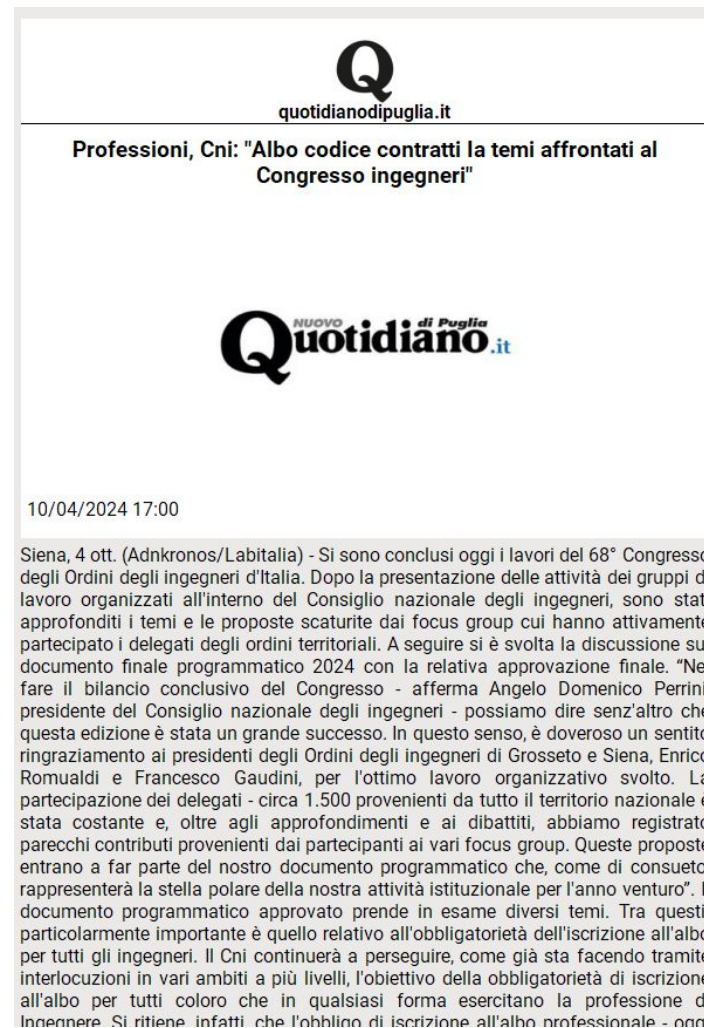 Q
quotidianodipuglia.it
Professioni, Cni: "Albo codice contratti Ia temi affrontati al
Congresso ingegneri"
NUOVO Quotidiano di Puglia .it
10/04/2024 17:00
Siena, 4 ott. (Adnkronos/Labitalia) - Si sono conclusi oggi i lavori del 68° Congresso
degli Ordini degli ingegneri d'Italia. Dopo la presentazione delle attività dei gruppi d
lavoro organizzati all'interno del Consiglio nazionale degli ingegneri, sono stat
approfonditi i temi e le proposte scaturite dai focus group cui hanno attivamente
partecipato i delegati degli ordini territoriali. A seguire si è svolta la discussione su
documento finale programmatico 2024 con la relativa approvazione finale. “Ne
fare il bilancio conclusivo del Congresso - afferma Angelo Domenico Perrini
presidente del Consiglio nazionale degli ingegneri - possiamo dire senz'altro che
questa edizione è stata un grande successo. In questo senso, è doveroso un sentito
ringraziamento ai presidenti degli Ordini degli ingegneri di Grosseto e Siena, Enrico
Romualdi e Francesco Gaudini, per l'ottimo lavoro organizzativo svolto. La
partecipazione dei delegati - circa 1.500 provenienti da tutto il territorio nazionale è
stata costante e, oltre agli approfondimenti e ai dibattiti, abbiamo registrato
parecchi contributi provenienti dai partecipanti ai vari focus group. Queste proposte
entrano a far parte del nostro documento programmatico che, come di consueto
rappresenterà la stella polare della nostra attività istituzionale per l'anno venturo”. I
documento programmatico approvato prende in esame diversi temi. Tra questi
particolarmente importante è quello relativo all'obbligatorietà dell'iscrizione all'albo
per tutti gli ingegneri. Il Cni continuerà a perseguire, come già sta facendo tramite
interlocuzioni in vari ambiti a più livelli, l'obiettivo della obbligatorietà di iscrizione
all'albo per tutti coloro che in qualsiasi forma esercitano la professione d
Ingegnere. Si ritiene, infatti, che l'obbligo di iscrizione all'albo professionale - oggi